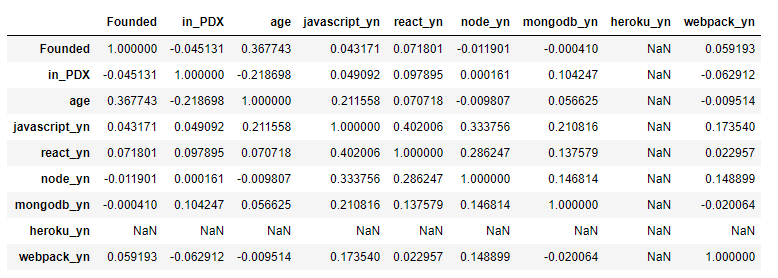 Founded in_PDX age javascript_yn react_yn node_yn mongodb_yn heroku_yn webpack_yn
Founded 1.000000 -0.045131 0.367743 0.043171 0.071801 -0.011901 -0.000410 NaN 0.059193
in_PDX -0.045131 1.000000 -0.218698 0.049092 0.097895 0.000161 0.104247 NaN -0.062912
age 0.367743 -0.218698 1.000000 0.211558 0.070718 -0.009807 0.056625 NaN -0.009514
javascript_yn 0.043171 0.049092 0.211558 1.000000 0.402006 0.333756 0.210816 NaN 0.173540
react_yn 0.071801 0.097895 0.070718 0.402006 1.000000 0.286247 0.137579 NaN 0.022957
node_yn -0.011901 0.000161 -0.009807 0.333756 0.286247 1.000000 0.146814 NaN 0.148899
mongodb_yn -0.000410 0.104247 0.056625 0.210816 0.137579 0.146814 1.000000 NaN -0.020064
heroku_yn NaN NaN NaN NaN NaN NaN NaN NaN NaN
webpack_yn 0.059193 -0.062912 -0.009514 0.173540 0.022957 0.148899 -0.020064 NaN 1.000000